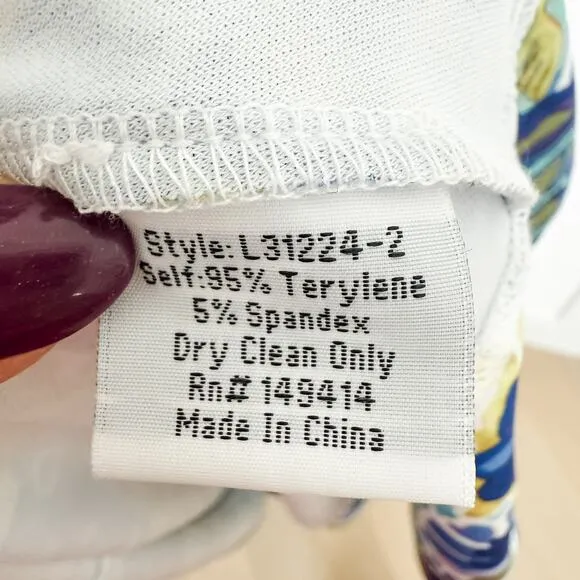 Style: L31224-2
Self:95% Terylene
5% Spandex
Dry Clean Only
Rn# 149414
Made In China